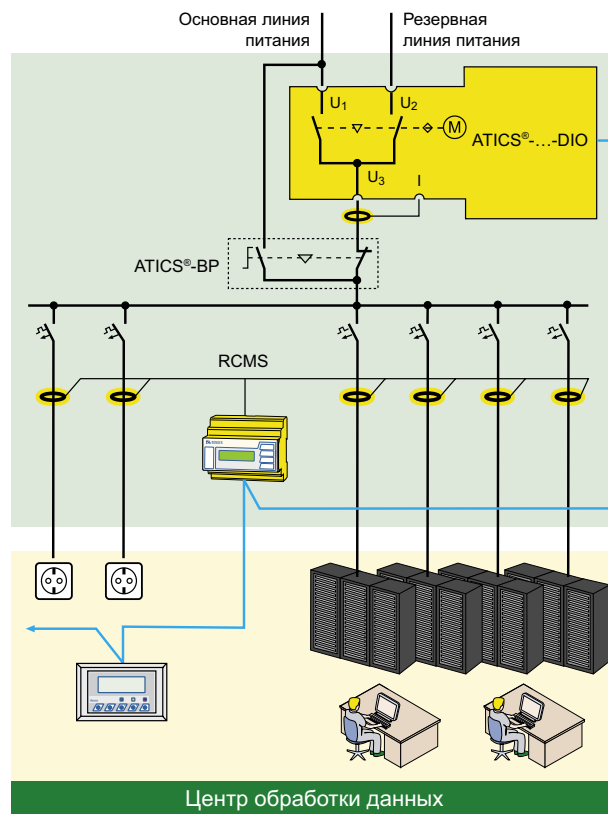 Основная линия
питания
Резервная
линия питания
U1
U2
M
ATICS®-...-DIO
U3
I
ATICS®-BP
RCMS
Центр обработки данных